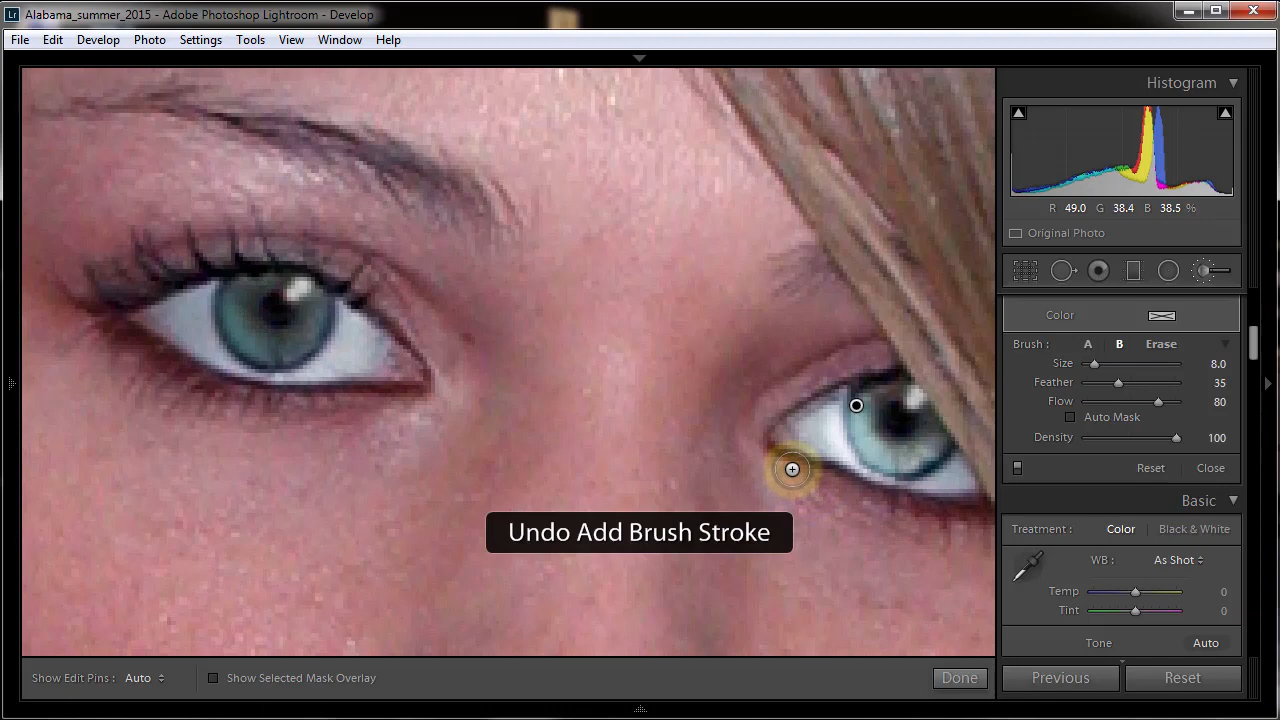 Lr Alabama_summer_2015 - Adobe Photoshop Lightroom - Develop
File Edit Develop Photo Settings Tools View Window Help
Histogram
R 49.0 G 38.4 B 38.5 %
Original Photo
Color
Brush : A B Erase
Size 8.0
Feather 35
Flow 80
Auto Mask
Density 100
Reset Close
Basic
Undo Add Brush Stroke
Treatment : Color Black & White
WB : As Shot
Temp 0
Tint 0
Tone Auto
Show Edit Pins : Auto Show Selected Mask Overlay Done
Previous Reset